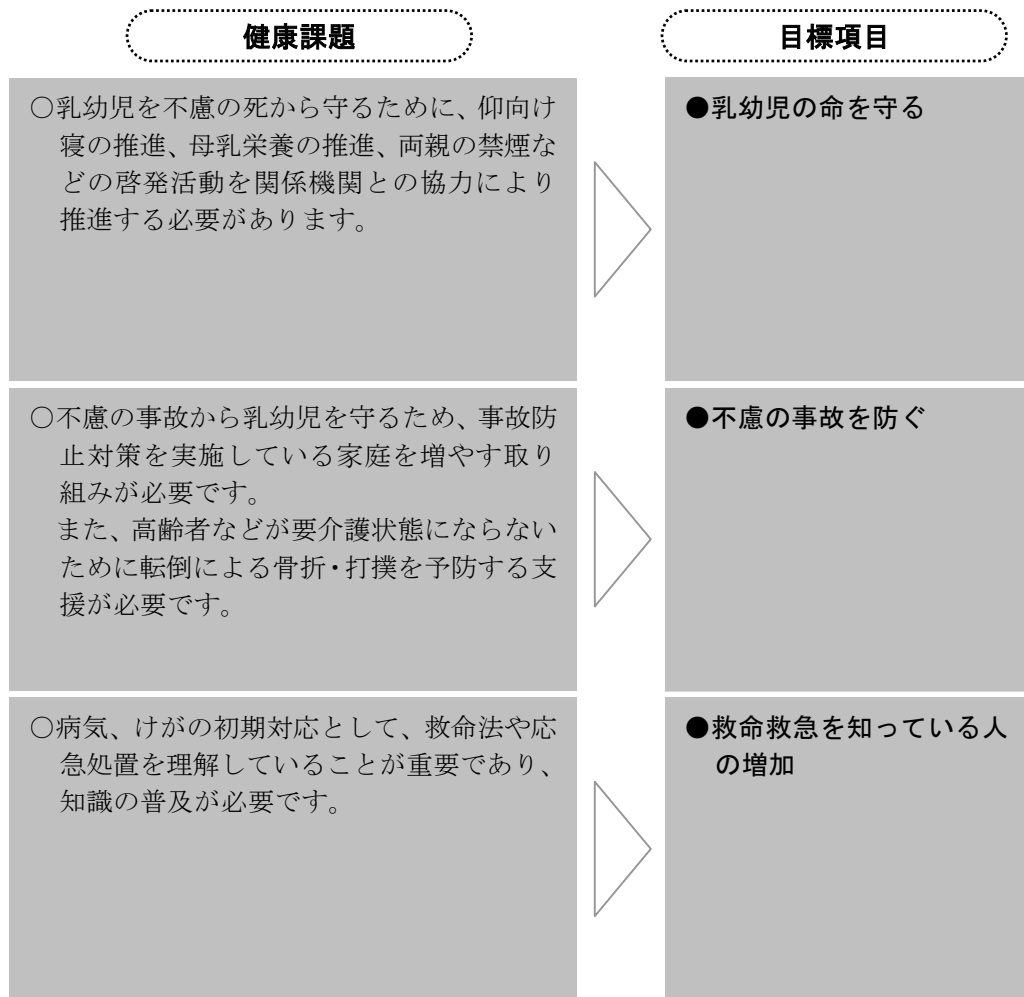 健康課題
目標項目
○乳幼児を不慮の死から守るために、仰向け
寝の推進、母乳栄養の推進、両親の禁煙な
どの啓発活動を関係機関との協力により
推進する必要があります。
●乳幼児の命を守る
○不慮の事故から乳幼児を守るため、事故防
止対策を実施している家庭を増やす取り
組みが必要です。
また、高齢者などが要介護状態にならない
ために転倒による骨折・打撲を予防する支
援が必要です。
●不慮の事故を防ぐ
○病気、けがの初期対応として、救命法や応
急処置を理解していることが重要であり、
知識の普及が必要です。
●救命救急を知っている人
の増加